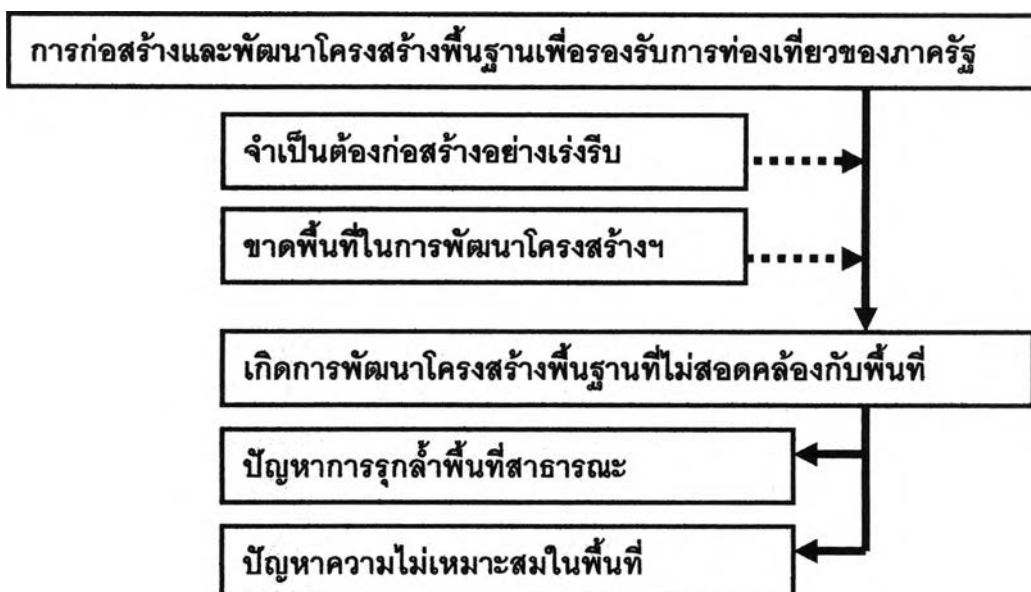 การก่อสร้างและพัฒนาโครงสร้างพื้นฐานเพื่อรองรับการท่องเที่ยวของภาครัฐ
จำเป็นต้องก่อสร้างอย่างเร่งรีบ
ขาดพื้นที่ในการพัฒนาโครงสร้างฯ
เกิดการพัฒนาโครงสร้างพื้นฐานที่ไม่สอดคล้องกับพื้นที่
ปัญหาการรุกล้ำพื้นที่สาธารณะ
ปัญหาความไม่เหมาะสมในพื้นที่